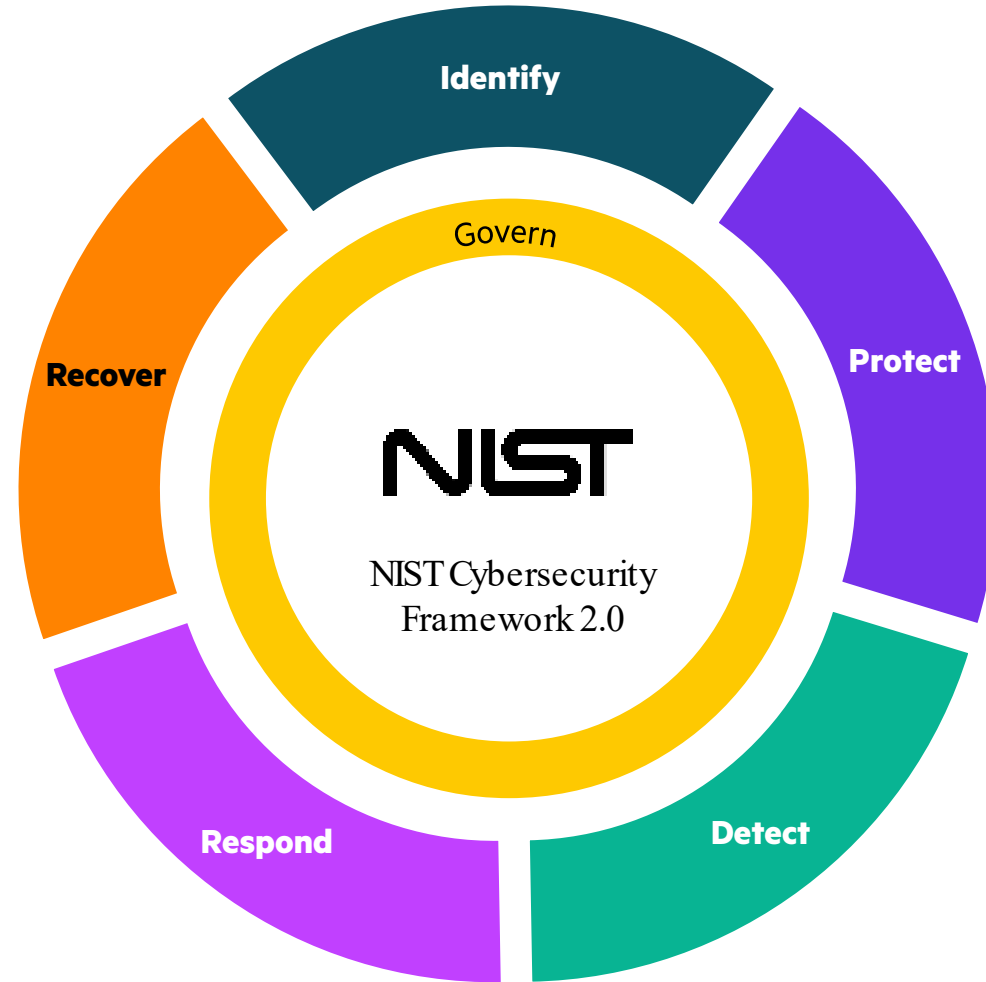 Identify
Govern
Protect
Recover
NIST
NIST Cybersecurity
Framework 2.0
Detect
Respond